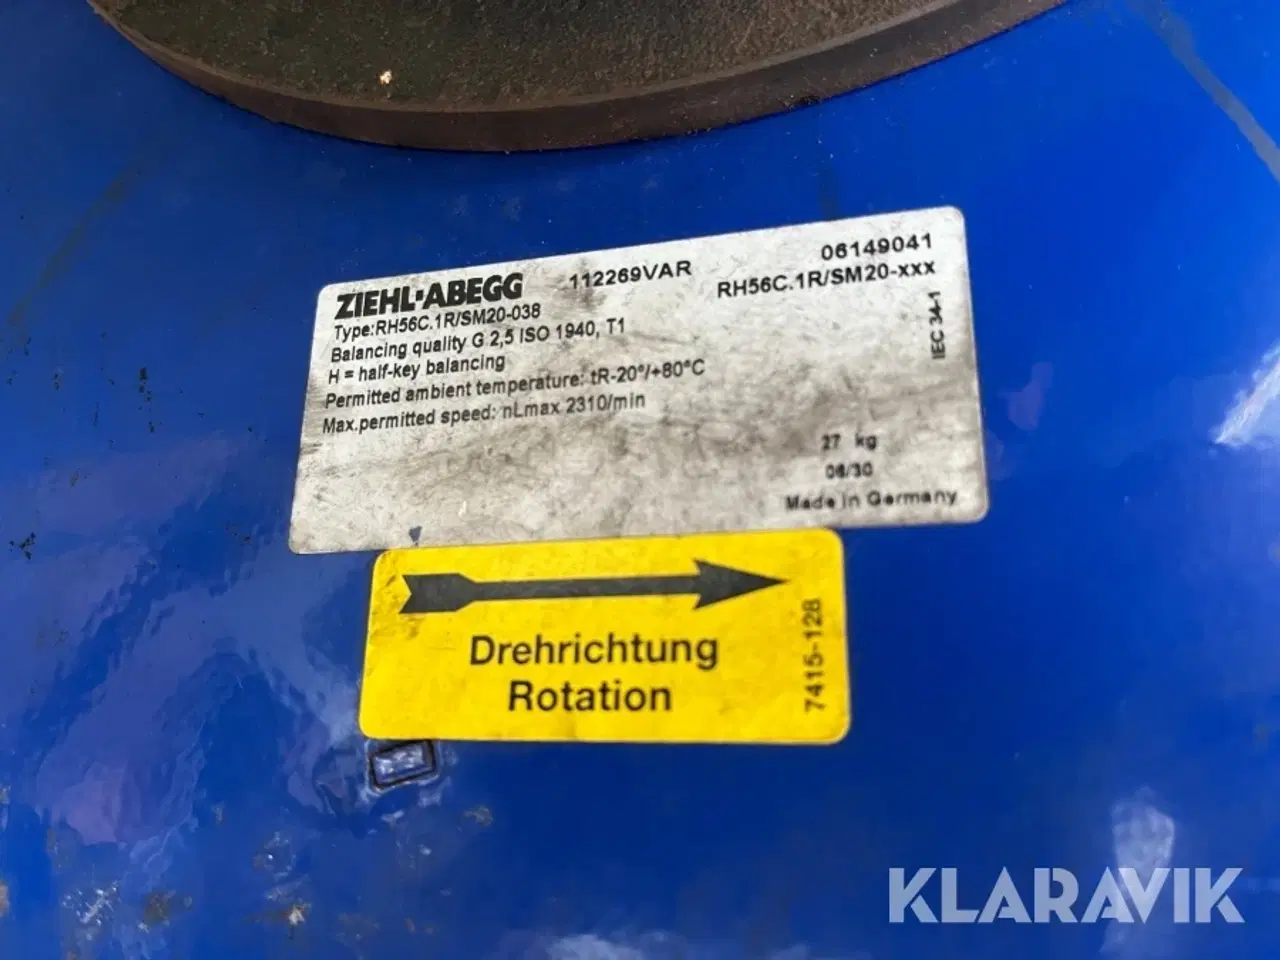 ZIEHL-ABEGG 112269VAR 06149041
Type:RH56C.1R/SM20-038 RH56C.1R/SM20-xxx
Balancing quality G 2,5 ISO 1940, T1
H = half-key balancing
Permitted ambient temperature: tR-20°/+80°C
Max.permitted speed: nLmax 2310/min
IEC 34-1
27 kg
06/30
Made in Germany
Drehrichtung
Rotation
7415-128
KLARAVIK